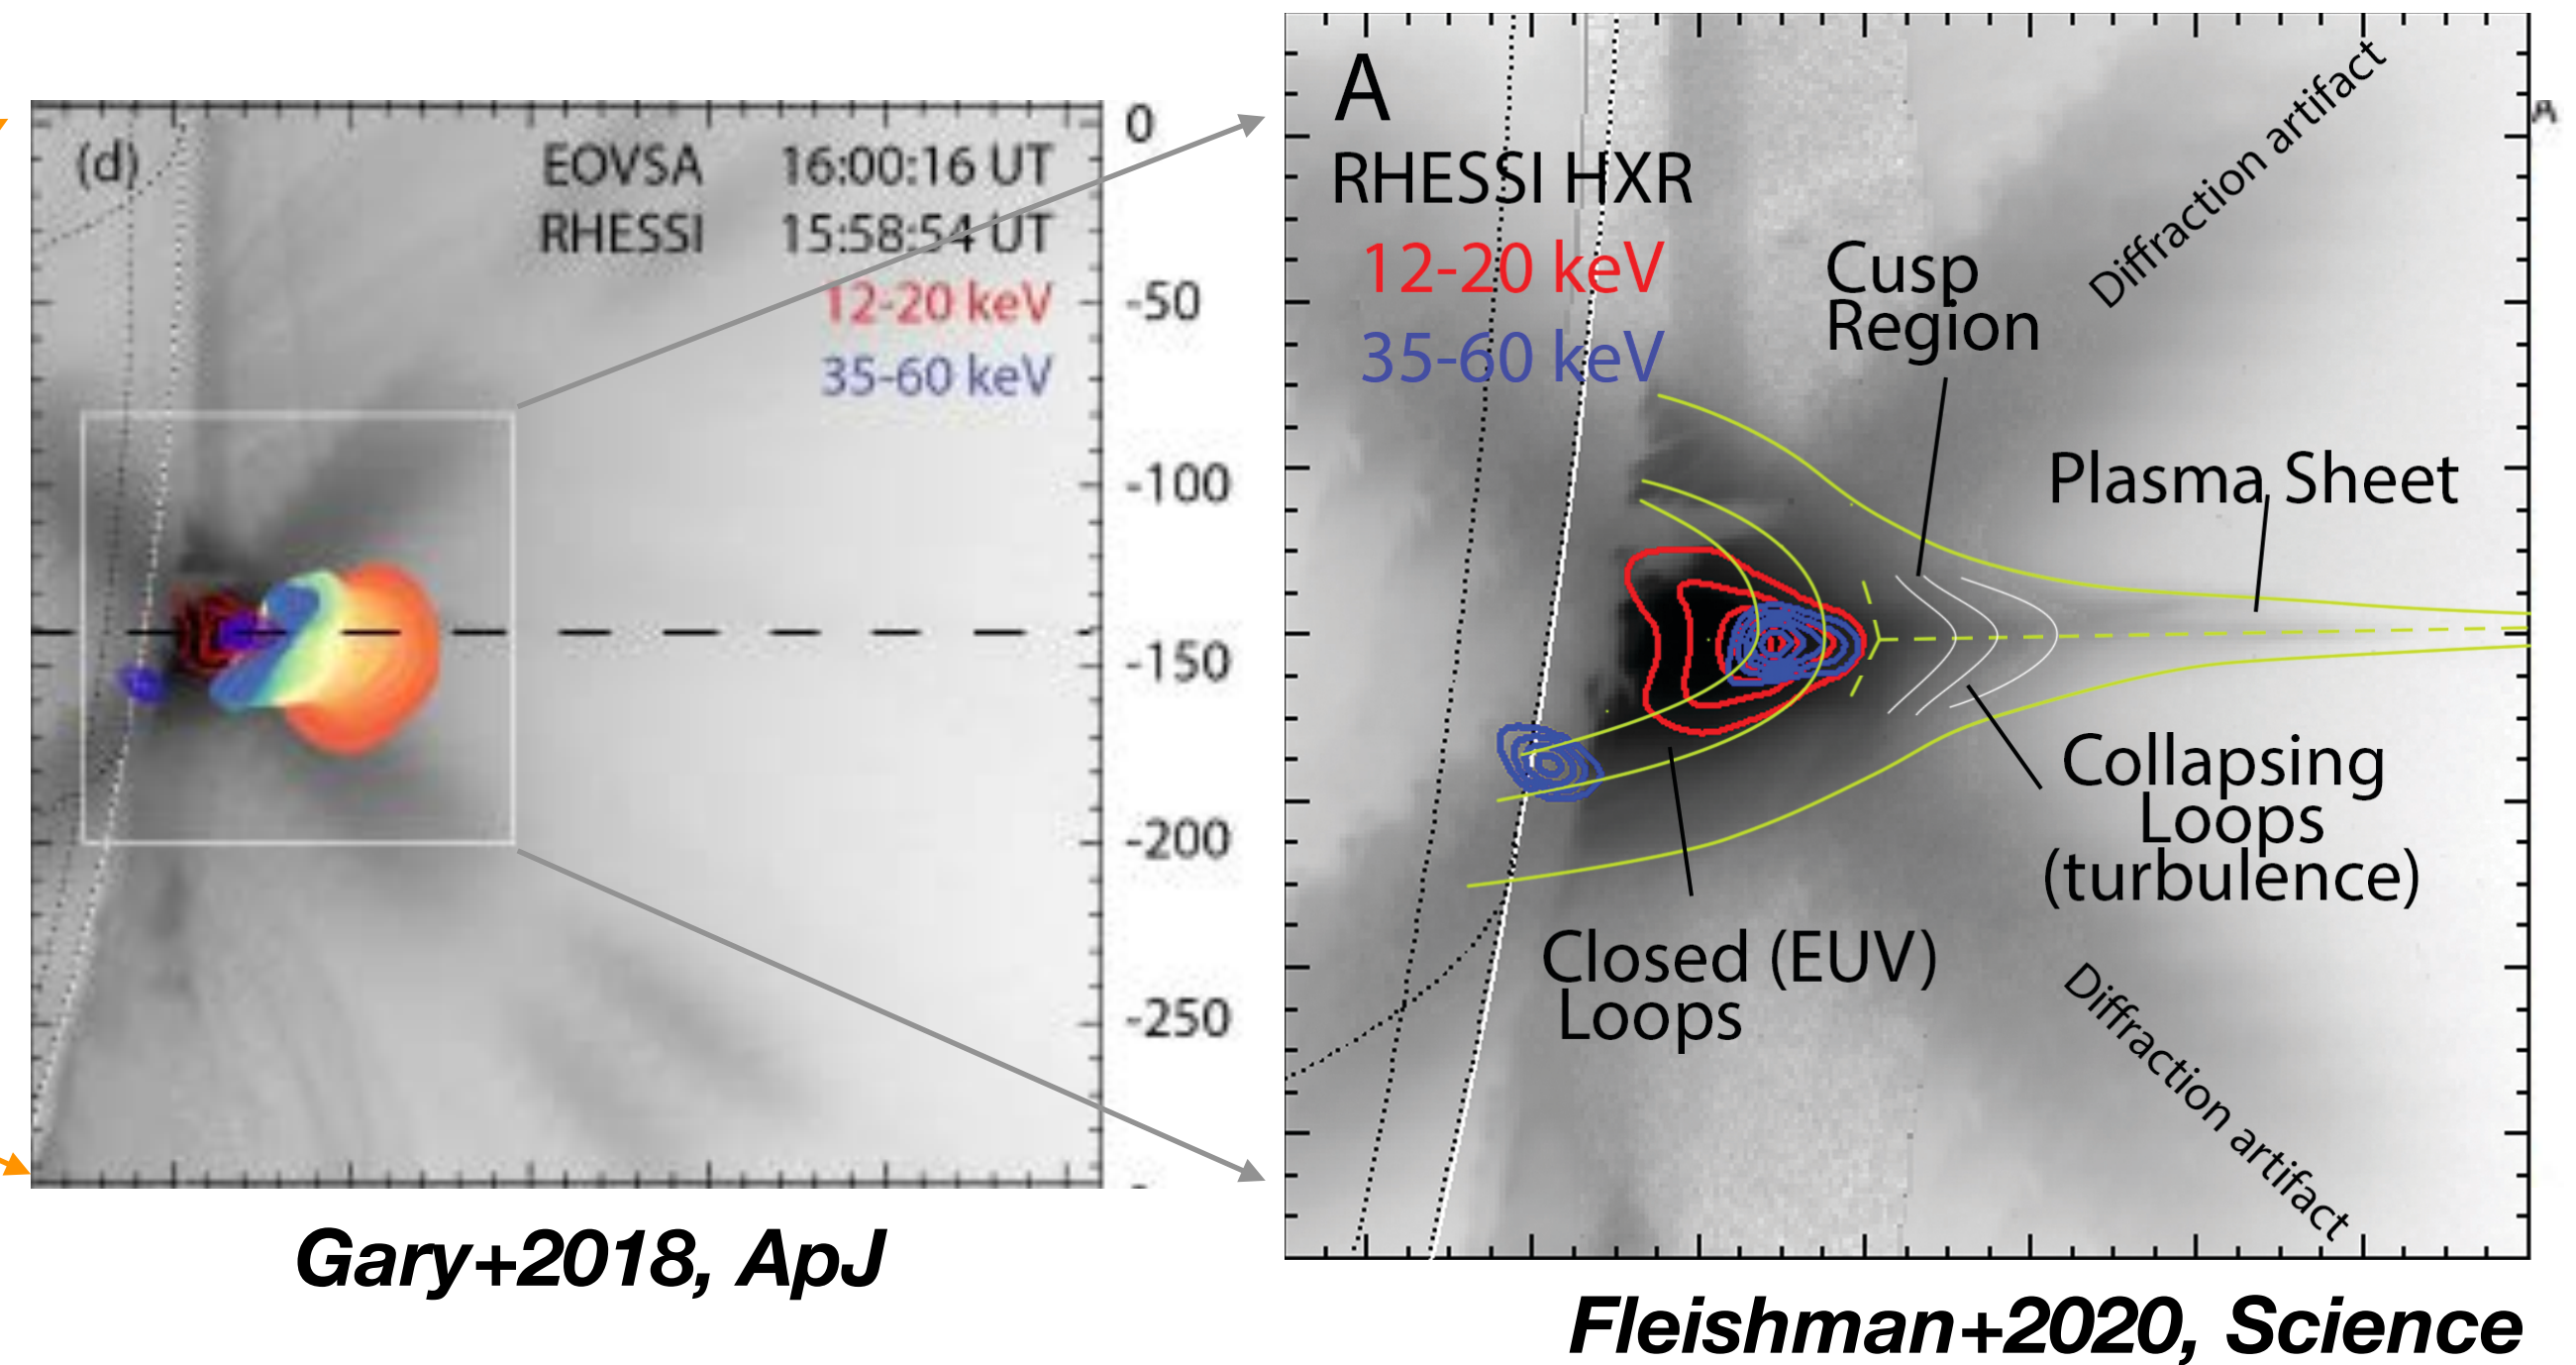 (d)
EOVSA 16:00:16 UT
RHESSI 15:58:54 UT
12-20 keV
35-60 keV
0
-50
-100
-150
-200
-250
Gary+2018, ApJ
A
RHESSI HXR
12-20 keV
35-60 keV
Cusp
Region
Diffraction artifact
Plasma Sheet
Collapsing
Loops
(turbulence)
Closed (EUV)
Loops
Diffraction artifact
A
Fleishman+2020, Science